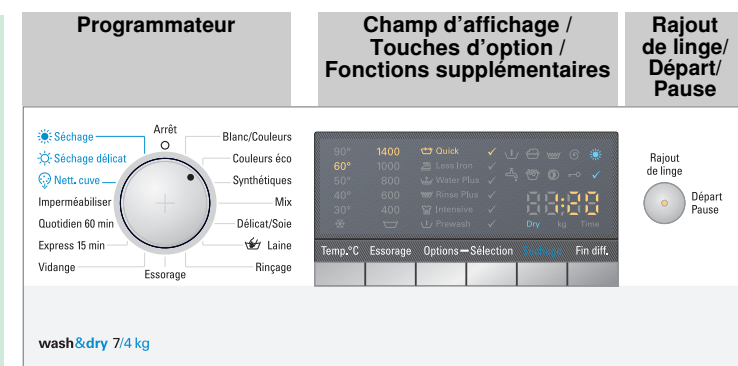 Programmateur
Champ d’affichage /
Touches d’option /
Fonctions supplémentaires
Rajout
de linge/
Départ/
Pause
Arrêt
Séchage
Séchage délicat
Nett. cuve
Imperméabiliser
Quotidien 60 min
Express 15 min
Vidange
Essorage
Blanc/Couleurs
Couleurs éco
Synthétiques
Mix
Délicat/Soie
Laine
Rinçage
90° 1400 Quick
60° 1000 Less Iron
50° 800 Water Plus
40° 600 Rinse Plus
30° 400 Intensive
Prewash
1:20
Dry kg Time
Temp.°C Essorage Options–Sélection Séchage Fin diff.
Rajout
de linge
Départ
Pause
wash&dry 7/4 kg